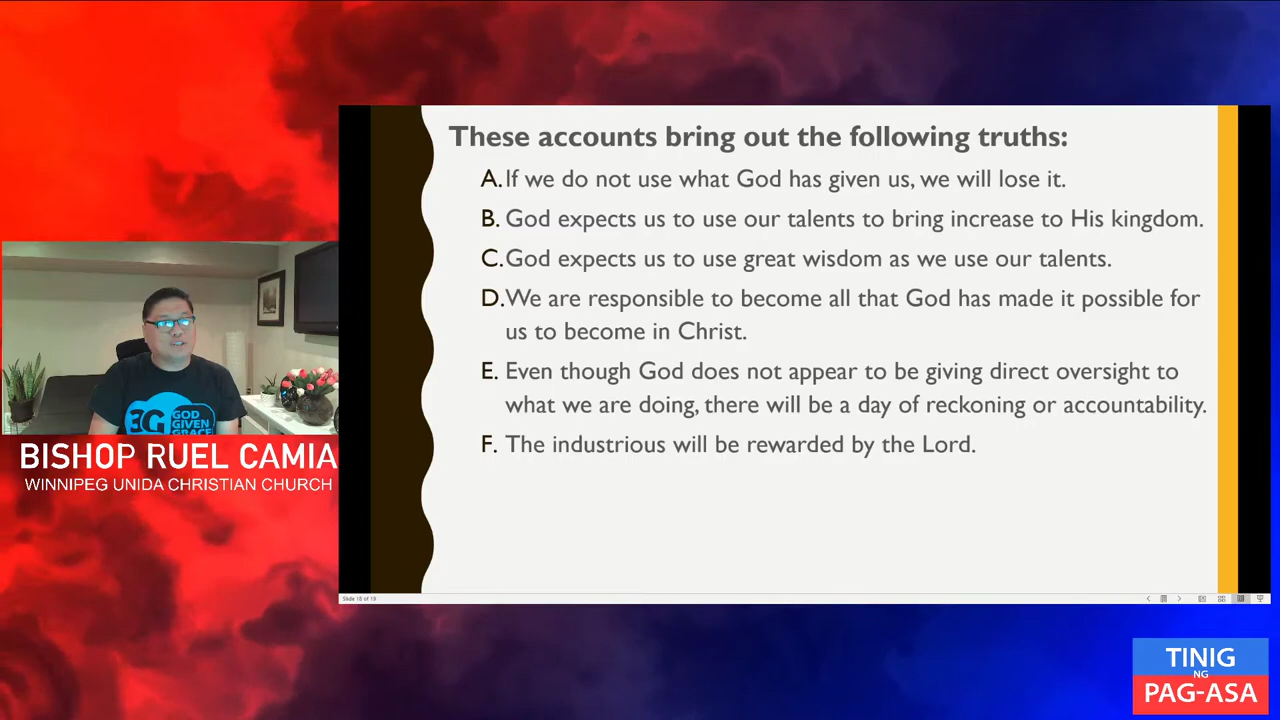 These accounts bring out the following truths:
A. If we do not use what God has given us, we will lose it.
B. God expects us to use our talents to bring increase to His kingdom.
C. God expects us to use great wisdom as we use our talents.
D. We are responsible to become all that God has made it possible for
us to become in Christ.
E. Even though God does not appear to be giving direct oversight to
what we are doing, there will be a day of reckoning or accountability.
F. The industrious will be rewarded by the Lord.
3G GOD
GIVEN
GRACE
BISHOP RUEL CAMIA
WINNIPEG UNIDA CHRISTIAN CHURCH
Slide 15 of 19
TINIG
NG
PAG-ASA